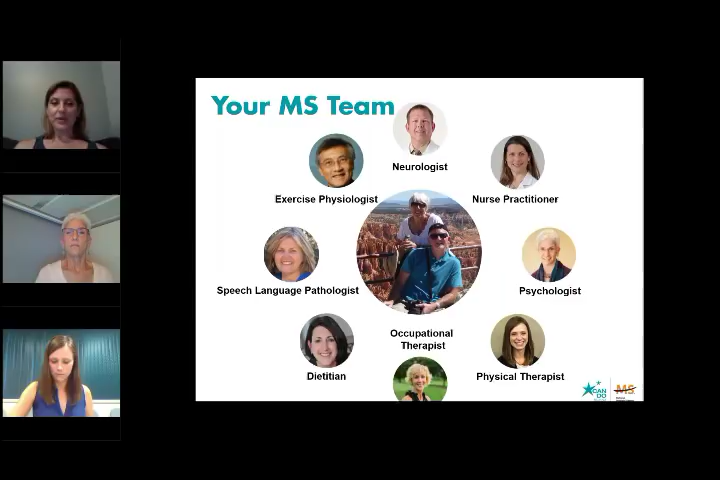 Your MS Team
Neurologist
Exercise Physiologist
Nurse Practitioner
Speech Language Pathologist
Psychologist
Occupational
Therapist
Dietitian
Physical Therapist
CAN
DO
MS